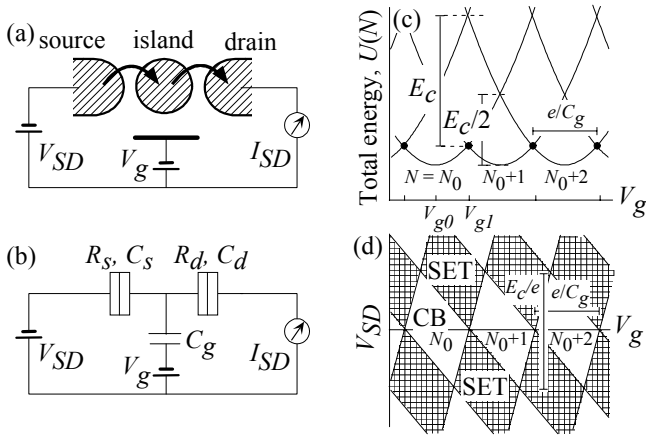 (a)
source island drain
V_SD
V_g
I_SD
(b)
R_s, C_s
R_d, C_d
V_SD
C_g
V_g
I_SD
(c)
Total energy, U(N)
E_c
E_c/2
e/C_g
N = N_0
N_0+1
N_0+2
V_g0
V_g1
V_g
(d)
V_SD
SET
E_c/e
e/C_g
CB
N_0
N_0+1
N_0+2
V_g
SET